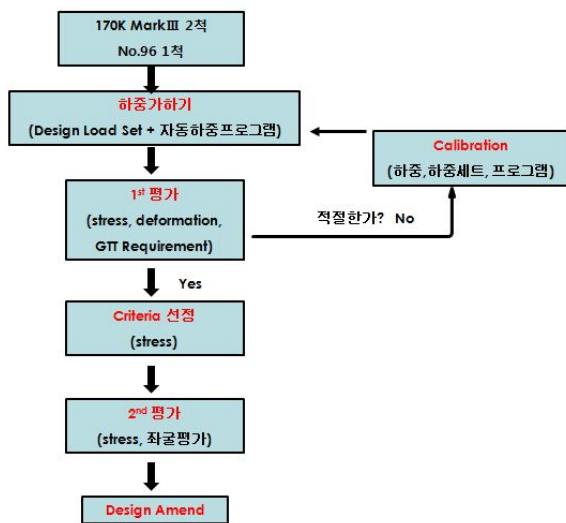 170K MarkⅢ 2척
No.96 1척
하중가하기
(Design Load Set + 자동하중프로그램)
Calibration
(하중,하중세트, 프로그램)
1st 평가
(stress, deformation,
GTT Requirement)
적절한가? No
Yes
Criteria 선정
(stress)
2nd 평가
(stress, 좌굴평가)
Design Amend